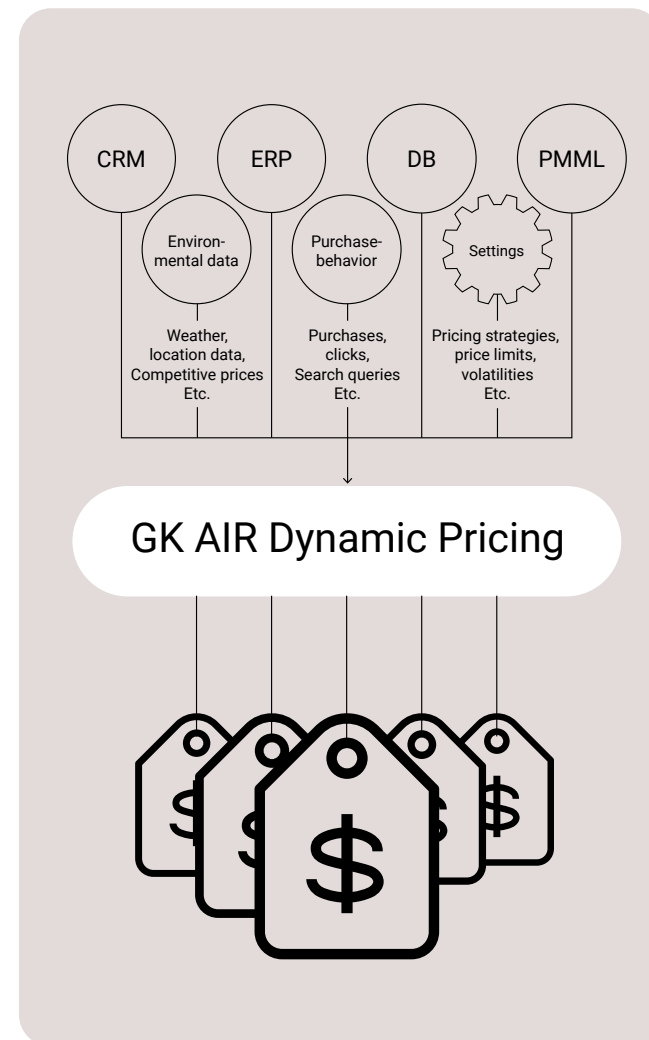 CRM
ERP
DB
PMML
Environ-
mental data
Purchase-
behavior
Settings
Weather,
location data,
Competitive prices
Etc.
Purchases,
clicks,
Search queries
Etc.
Pricing strategies,
price limits,
volatilities
Etc.
GK AIR Dynamic Pricing
$
$
$
$
$